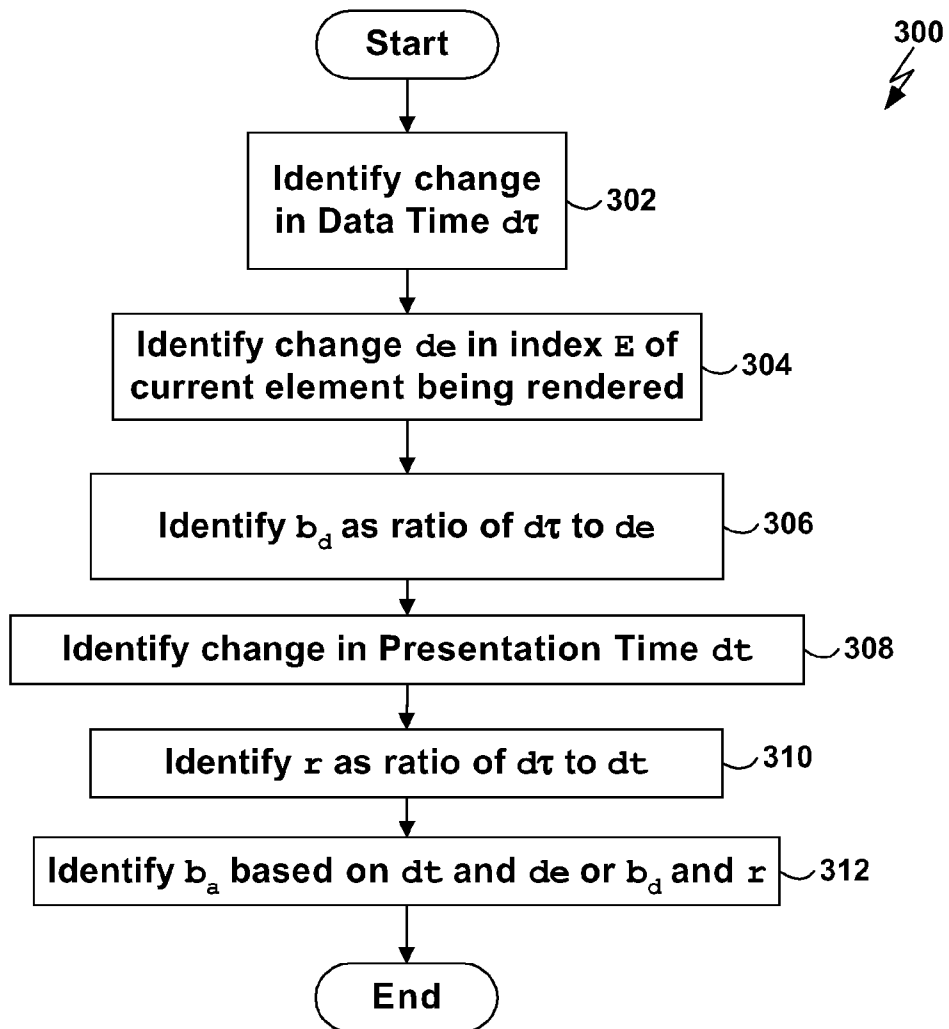 Start
300
Identify change
in Data Time dτ
302
Identify change de in index E of
current element being rendered
304
Identify b_d as ratio of dτ to de
306
Identify change in Presentation Time dt
308
Identify r as ratio of dτ to dt
310
Identify b_a based on dt and de or b_d and r
312
End